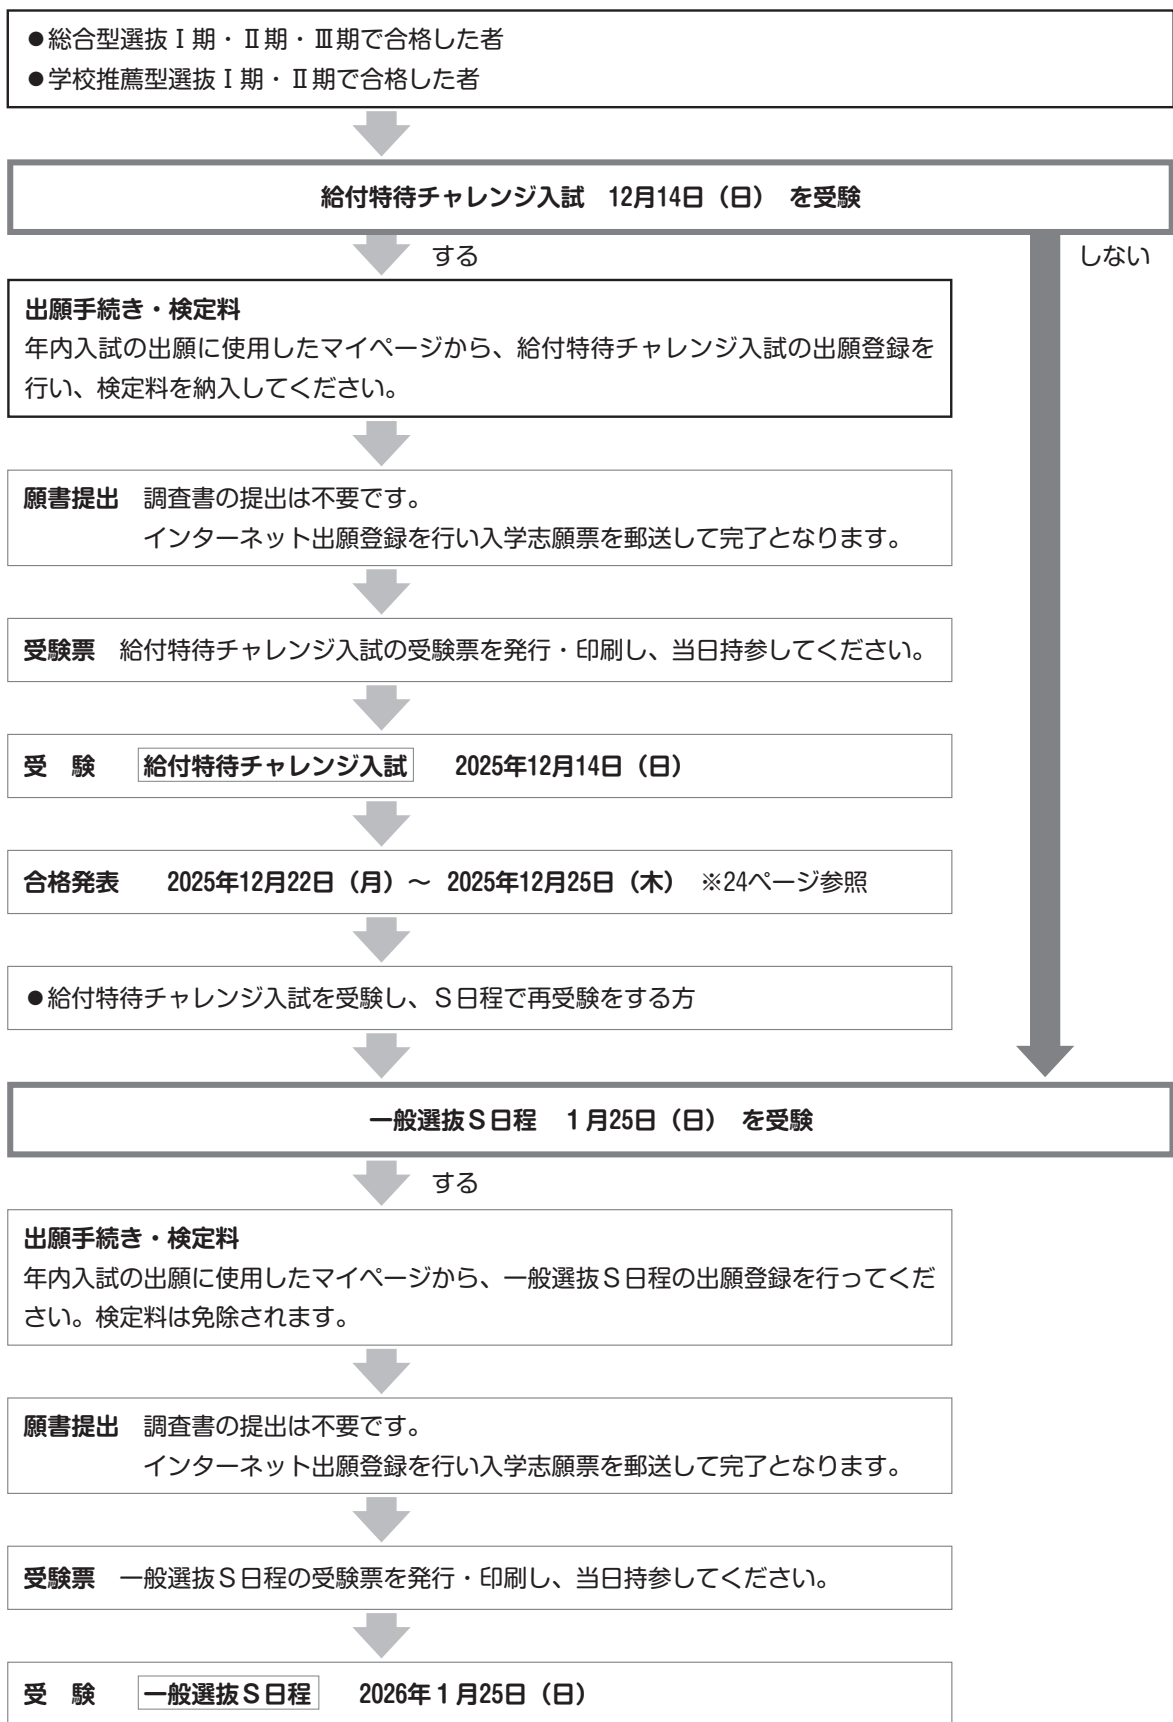 ●総合型選抜Ⅰ期・Ⅱ期・Ⅲ期で合格した者
●学校推薦型選抜Ⅰ期・Ⅱ期で合格した者
給付特待チャレンジ入試　12月14日（日）　を受験
する
しない
出願手続き・検定料
年内入試の出願に使用したマイページから、給付特待チャレンジ入試の出願登録を
行い、検定料を納入してください。
願書提出　調査書の提出は不要です。
インターネット出願登録を行い入学志願票を郵送して完了となります。
受験票　給付特待チャレンジ入試の受験票を発行・印刷し、当日持参してください。
受　験　給付特待チャレンジ入試　2025年12月14日（日）
合格発表　2025年12月22日（月）～ 2025年12月25日（木）　※24ページ参照
●給付特待チャレンジ入試を受験し、Ｓ日程で再受験をする方
一般選抜Ｓ日程　１月25日（日）　を受験
する
出願手続き・検定料
年内入試の出願に使用したマイページから、一般選抜Ｓ日程の出願登録を行ってくだ
さい。検定料は免除されます。
願書提出　調査書の提出は不要です。
インターネット出願登録を行い入学志願票を郵送して完了となります。
受験票　一般選抜Ｓ日程の受験票を発行・印刷し、当日持参してください。
受　験　一般選抜Ｓ日程　2026年１月25日（日）